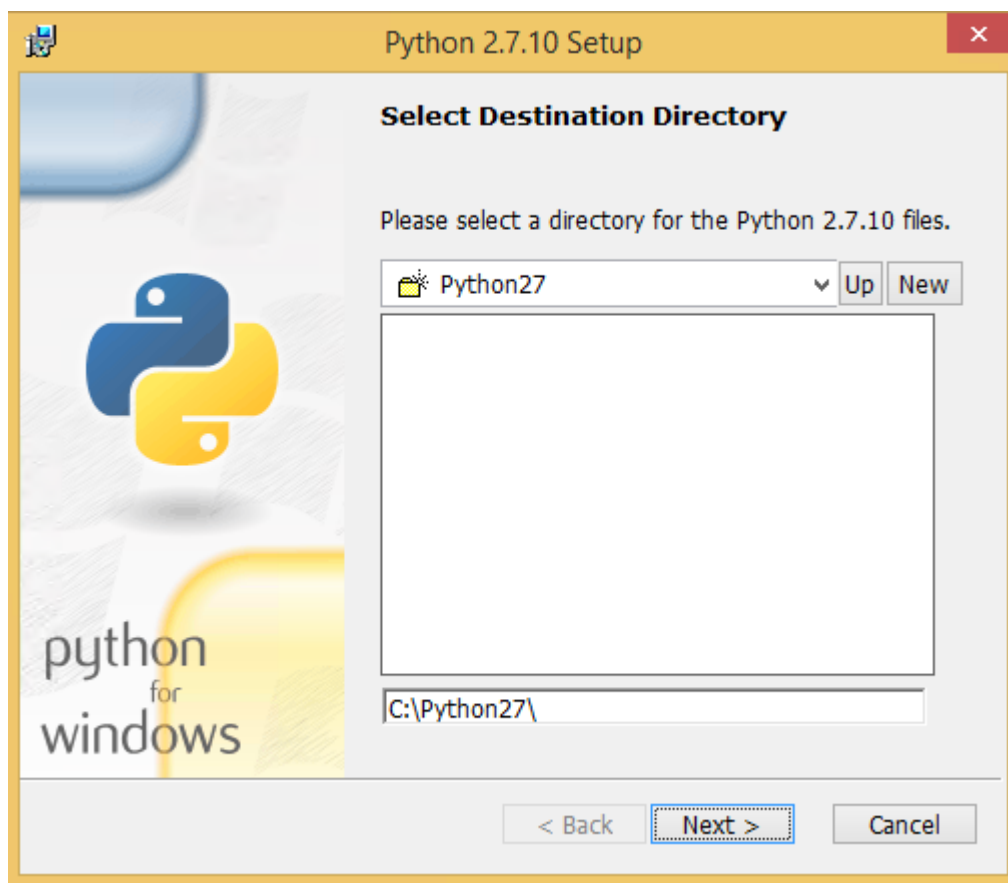 Python 2.7.10 Setup
Select Destination Directory
Please select a directory for the Python 2.7.10 files.
Python27
Up
New
C:\Python27\
python
for
windows
< Back
Next >
Cancel